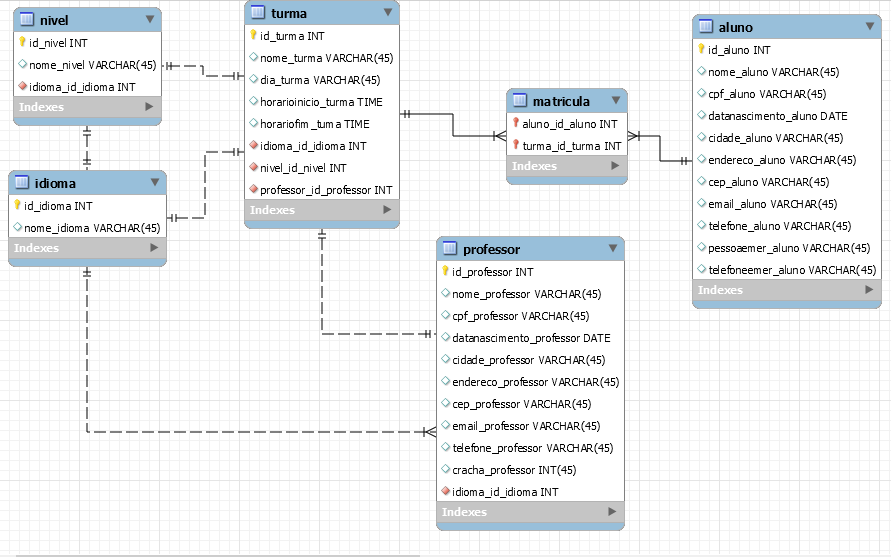 nivel
id_nivel INT
nome_nivel VARCHAR(45)
idioma_id_idioma INT
Indexes
idioma
id_idioma INT
nome_idioma VARCHAR(45)
Indexes
turma
id_turma INT
nome_turma VARCHAR(45)
dia_turma VARCHAR(45)
horarioinicio_turma TIME
horariofim_tuma TIME
idioma_id_idioma INT
nivel_id_nivel INT
professor_id_professor INT
Indexes
matricula
aluno_id_aluno INT
turma_id_turma INT
Indexes
professor
id_professor INT
nome_professor VARCHAR(45)
cpf_professor VARCHAR(45)
datanascimento_professor DATE
cidade_professor VARCHAR(45)
endereco_professor VARCHAR(45)
cep_professor VARCHAR(45)
email_professor VARCHAR(45)
telefone_professor VARCHAR(45)
cracha_professor INT(45)
idioma_id_idioma INT
Indexes
aluno
id_aluno INT
nome_aluno VARCHAR(45)
cpf_aluno VARCHAR(45)
datanascimento_aluno DATE
cidade_aluno VARCHAR(45)
endereco_aluno VARCHAR(45)
cep_aluno VARCHAR(45)
email_aluno VARCHAR(45)
telefone_aluno VARCHAR(45)
pessoaemer_aluno VARCHAR(45)
telefoneemer_aluno VARCHAR(45)
Indexes